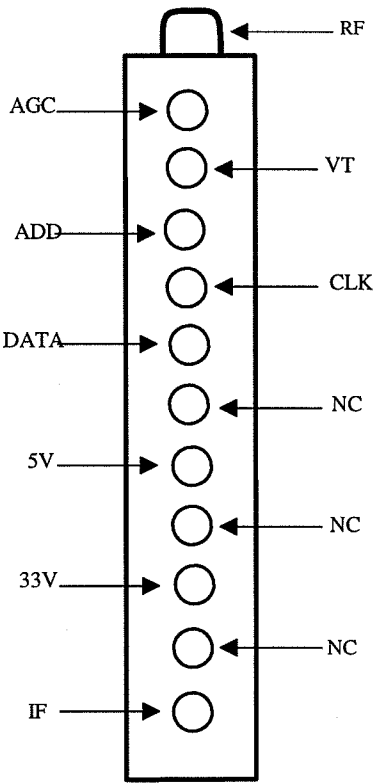 RF
AGC
VT
ADD
CLK
DATA
NC
5V
NC
33V
NC
IF